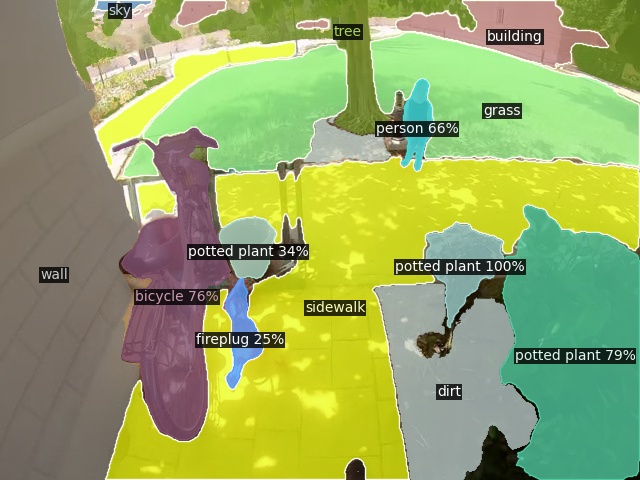 sky
tree
building
grass
person 66%
potted plant 34%
wall
potted plant 100%
bicycle 76%
sidewalk
fireplug 25%
potted plant 79%
dirt